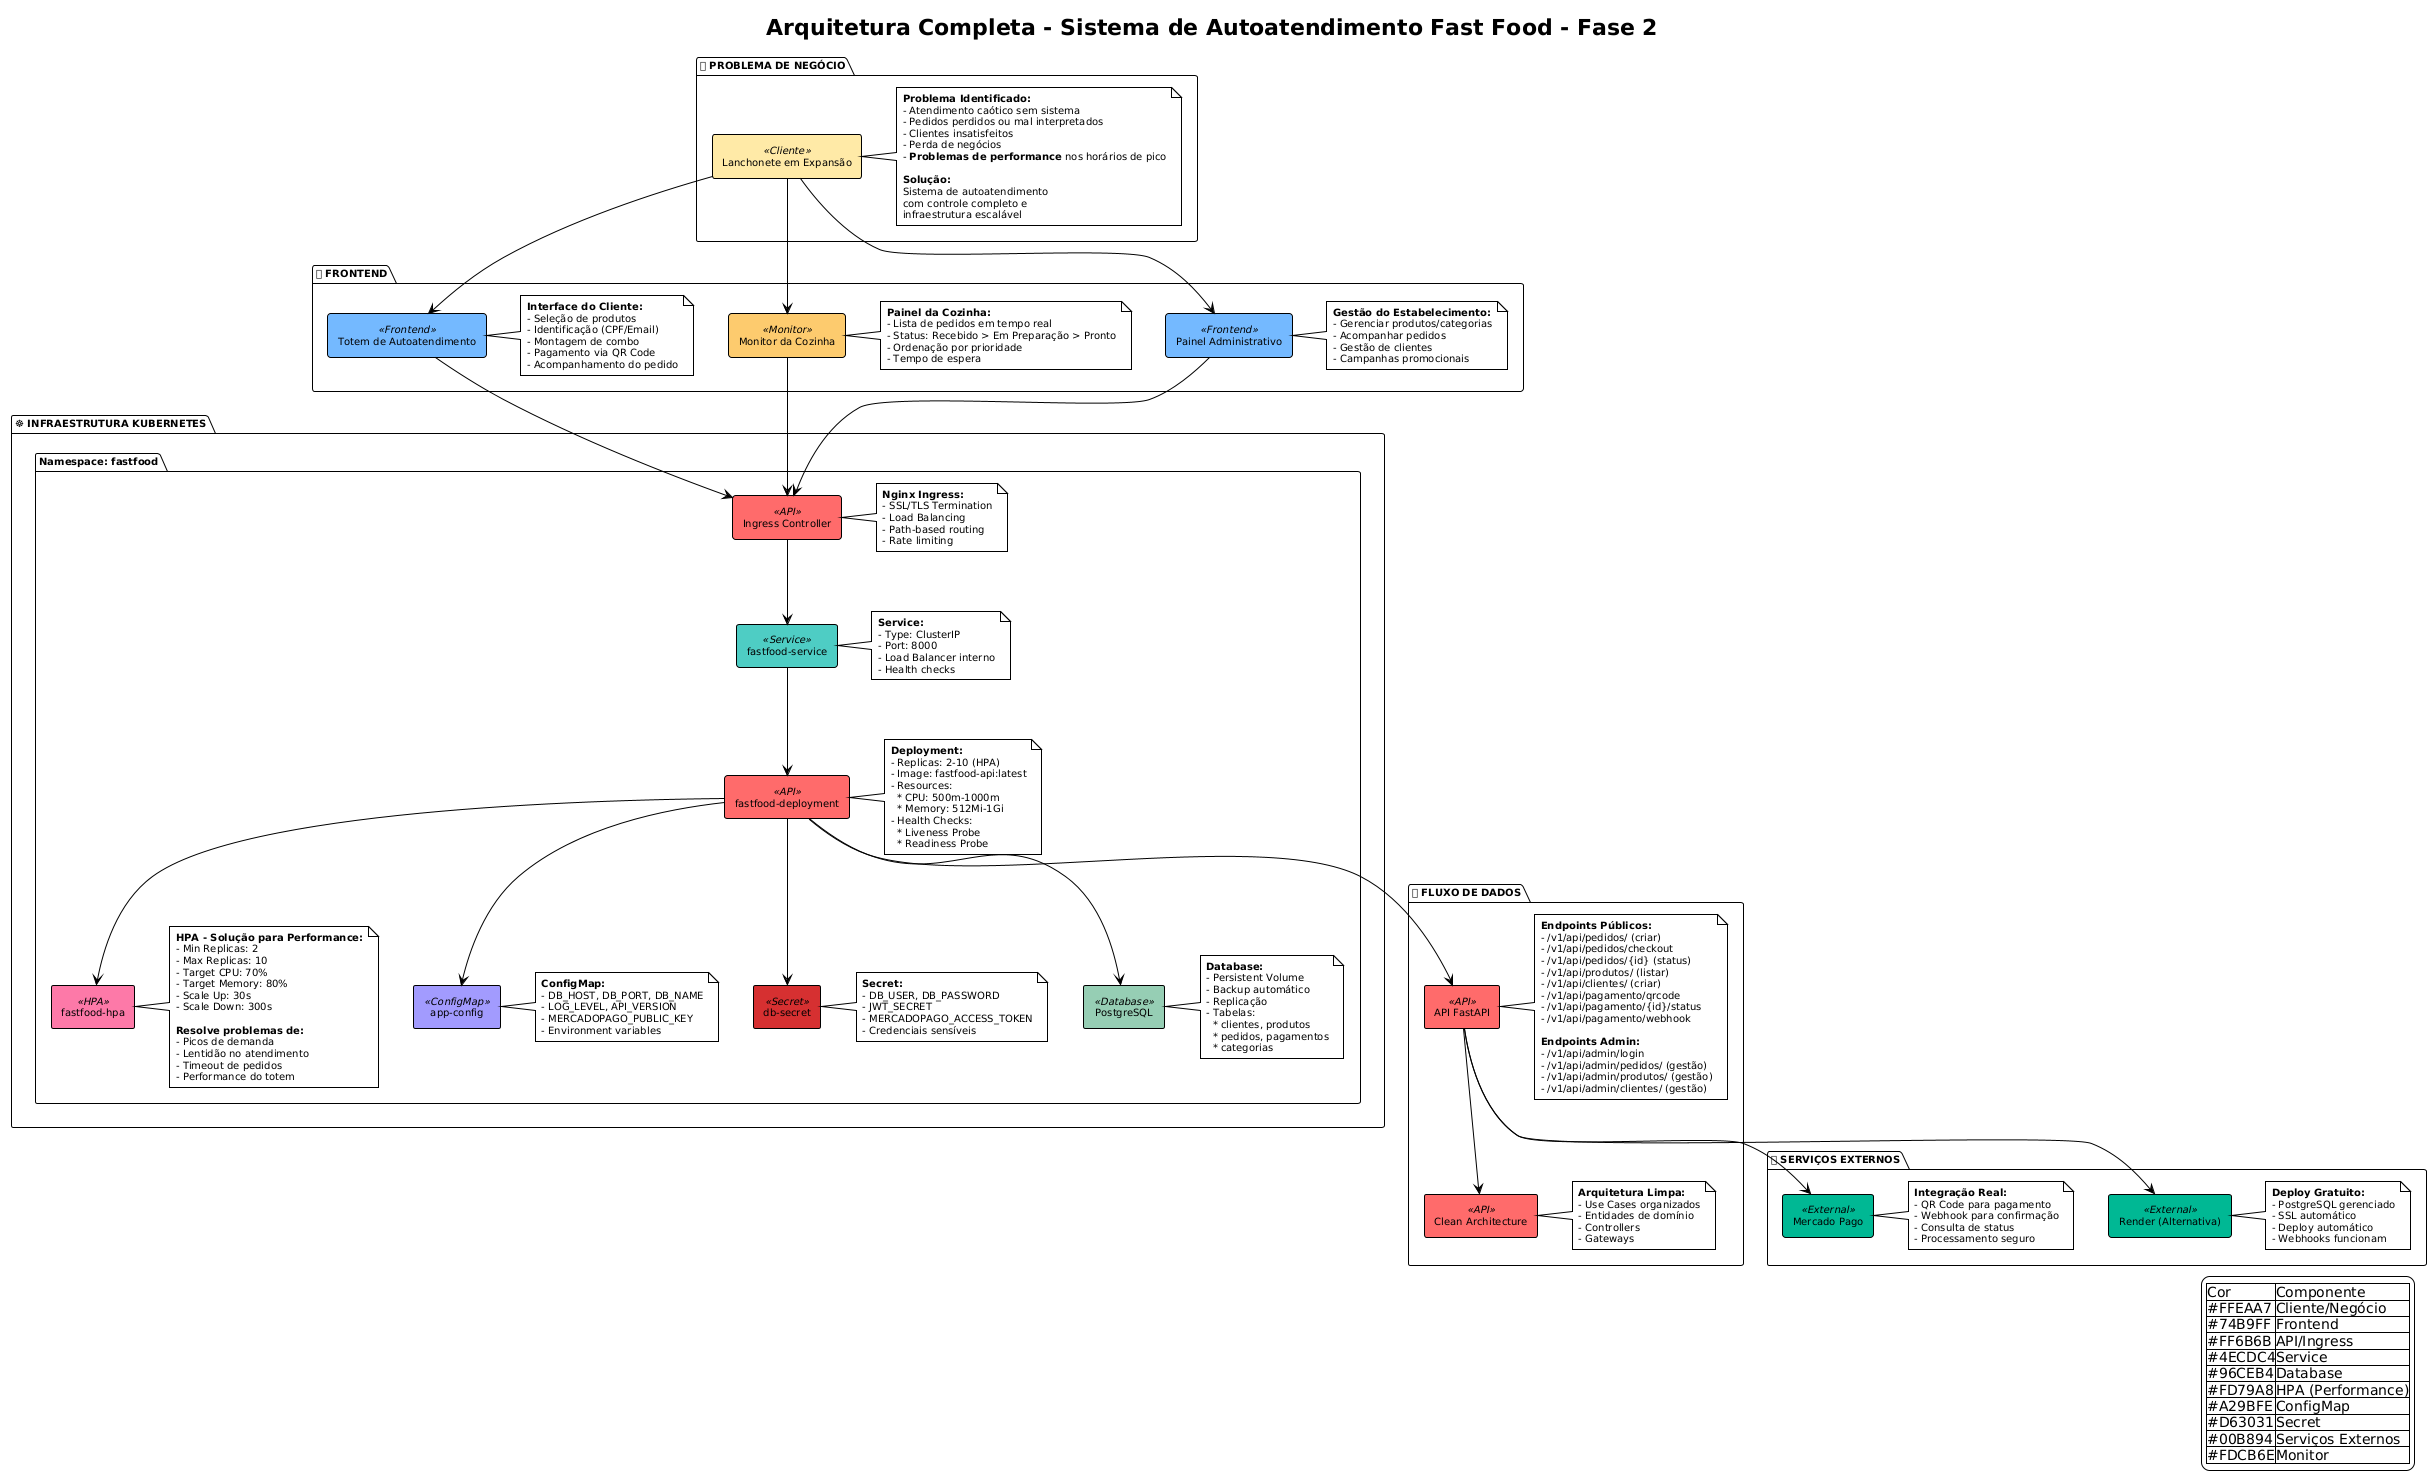 Arquitetura Completa - Sistema de Autoatendimento Fast Food - Fase 2
PROBLEMA DE NEGÓCIO
«Cliente»
Lanchonete em Expansão
Problema Identificado:
- Atendimento caótico sem sistema
- Pedidos perdidos ou mal interpretados
- Clientes insatisfeitos
- Perda de negócios
- Problemas de performance nos horários de pico
Solução:
Sistema de autoatendimento
com controle completo e
infraestrutura escalável
FRONTEND
«Frontend»
Totem de Autoatendimento
Interface do Cliente:
- Seleção de produtos
- Identificação (CPF/Email)
- Montagem de combo
- Pagamento via QR Code
- Acompanhamento do pedido
«Monitor»
Monitor da Cozinha
Painel da Cozinha:
- Lista de pedidos em tempo real
- Status: Recebido > Em Preparação > Pronto
- Ordenação por prioridade
- Tempo de espera
«Frontend»
Painel Administrativo
Gestão do Estabelecimento:
- Gerenciar produtos/categorias
- Acompanhar pedidos
- Gestão de clientes
- Campanhas promocionais
☸ INFRAESTRUTURA KUBERNETES
Namespace: fastfood
«API»
Ingress Controller
Nginx Ingress:
- SSL/TLS Termination
- Load Balancing
- Path-based routing
- Rate limiting
«Service»
fastfood-service
Service:
- Type: ClusterIP
- Port: 8000
- Load Balancer interno
- Health checks
«API»
fastfood-deployment
Deployment:
- Replicas: 2-10 (HPA)
- Image: fastfood-api:latest
- Resources:
* CPU: 500m-1000m
* Memory: 512Mi-1Gi
- Health Checks:
* Liveness Probe
* Readiness Probe
«HPA»
fastfood-hpa
HPA - Solução para Performance:
- Min Replicas: 2
- Max Replicas: 10
- Target CPU: 70%
- Target Memory: 80%
- Scale Up: 30s
- Scale Down: 300s
Resolve problemas de:
- Picos de demanda
- Lentidão no atendimento
- Timeout de pedidos
- Performance do totem
«ConfigMap»
app-config
ConfigMap:
- DB_HOST, DB_PORT, DB_NAME
- LOG_LEVEL, API_VERSION
- MERCADOPAGO_PUBLIC_KEY
- Environment variables
«Secret»
db-secret
Secret:
- DB_USER, DB_PASSWORD
- JWT_SECRET
- MERCADOPAGO_ACCESS_TOKEN
- Credenciais sensíveis
«Database»
PostgreSQL
Database:
- Persistent Volume
- Backup automático
- Replicação
- Tabelas:
* clientes, produtos
* pedidos, pagamentos
* categorias
FLUXO DE DADOS
«API»
API FastAPI
Endpoints Públicos:
- /v1/api/pedidos/ (criar)
- /v1/api/pedidos/checkout
- /v1/api/pedidos/{id} (status)
- /v1/api/produtos/ (listar)
- /v1/api/clientes/ (criar)
- /v1/api/pagamento/qrcode
- /v1/api/pagamento/{id}/status
- /v1/api/pagamento/webhook
Endpoints Admin:
- /v1/api/admin/login
- /v1/api/admin/pedidos/ (gestão)
- /v1/api/admin/produtos/ (gestão)
- /v1/api/admin/clientes/ (gestão)
«API»
Clean Architecture
Arquitetura Limpa:
- Use Cases organizados
- Entidades de domínio
- Controllers
- Gateways
SERVIÇOS EXTERNOS
«External»
Mercado Pago
Integração Real:
- QR Code para pagamento
- Webhook para confirmação
- Consulta de status
- Processamento seguro
«External»
Render (Alternativa)
Deploy Gratuito:
- PostgreSQL gerenciado
- SSL automático
- Deploy automático
- Webhooks funcionam
Cor Componente
#FFEAA7 Cliente/Negócio
#74B9FF Frontend
#FF6B6B API/Ingress
#4ECDC4 Service
#96CEB4 Database
#FD79A8 HPA (Performance)
#A29BFE ConfigMap
#D63031 Secret
#00B894 Serviços Externos
#FDCB6E Monitor